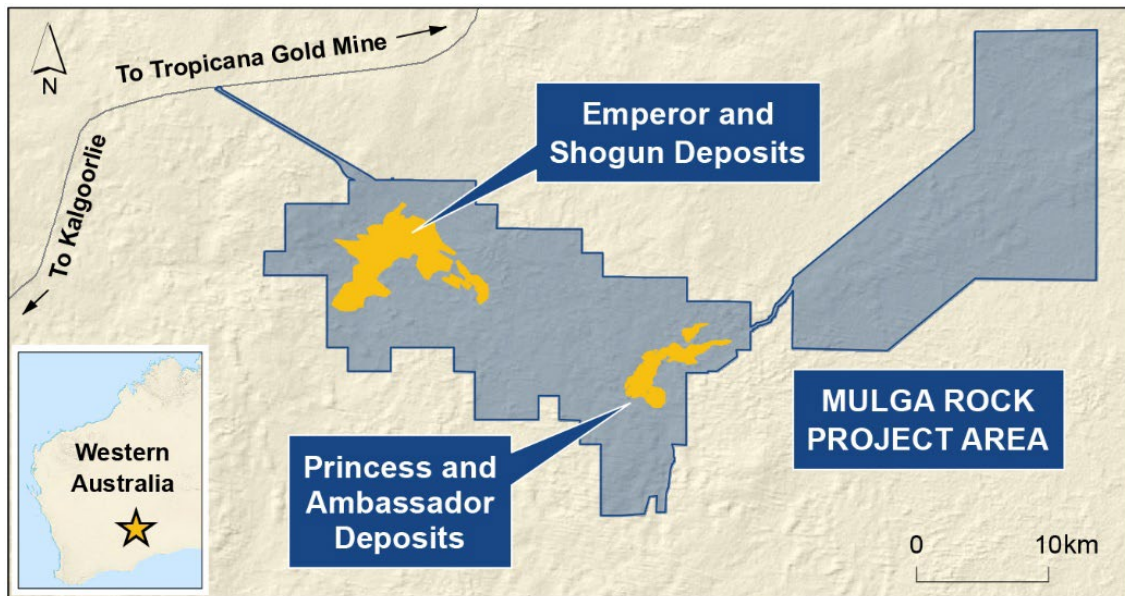 To Tropicana Gold Mine
N
To Kalgoorlie
Emperor and
Shogun Deposits
MULGA ROCK
PROJECT AREA
Princess and
Ambassador
Deposits
Western
Australia
0 10km